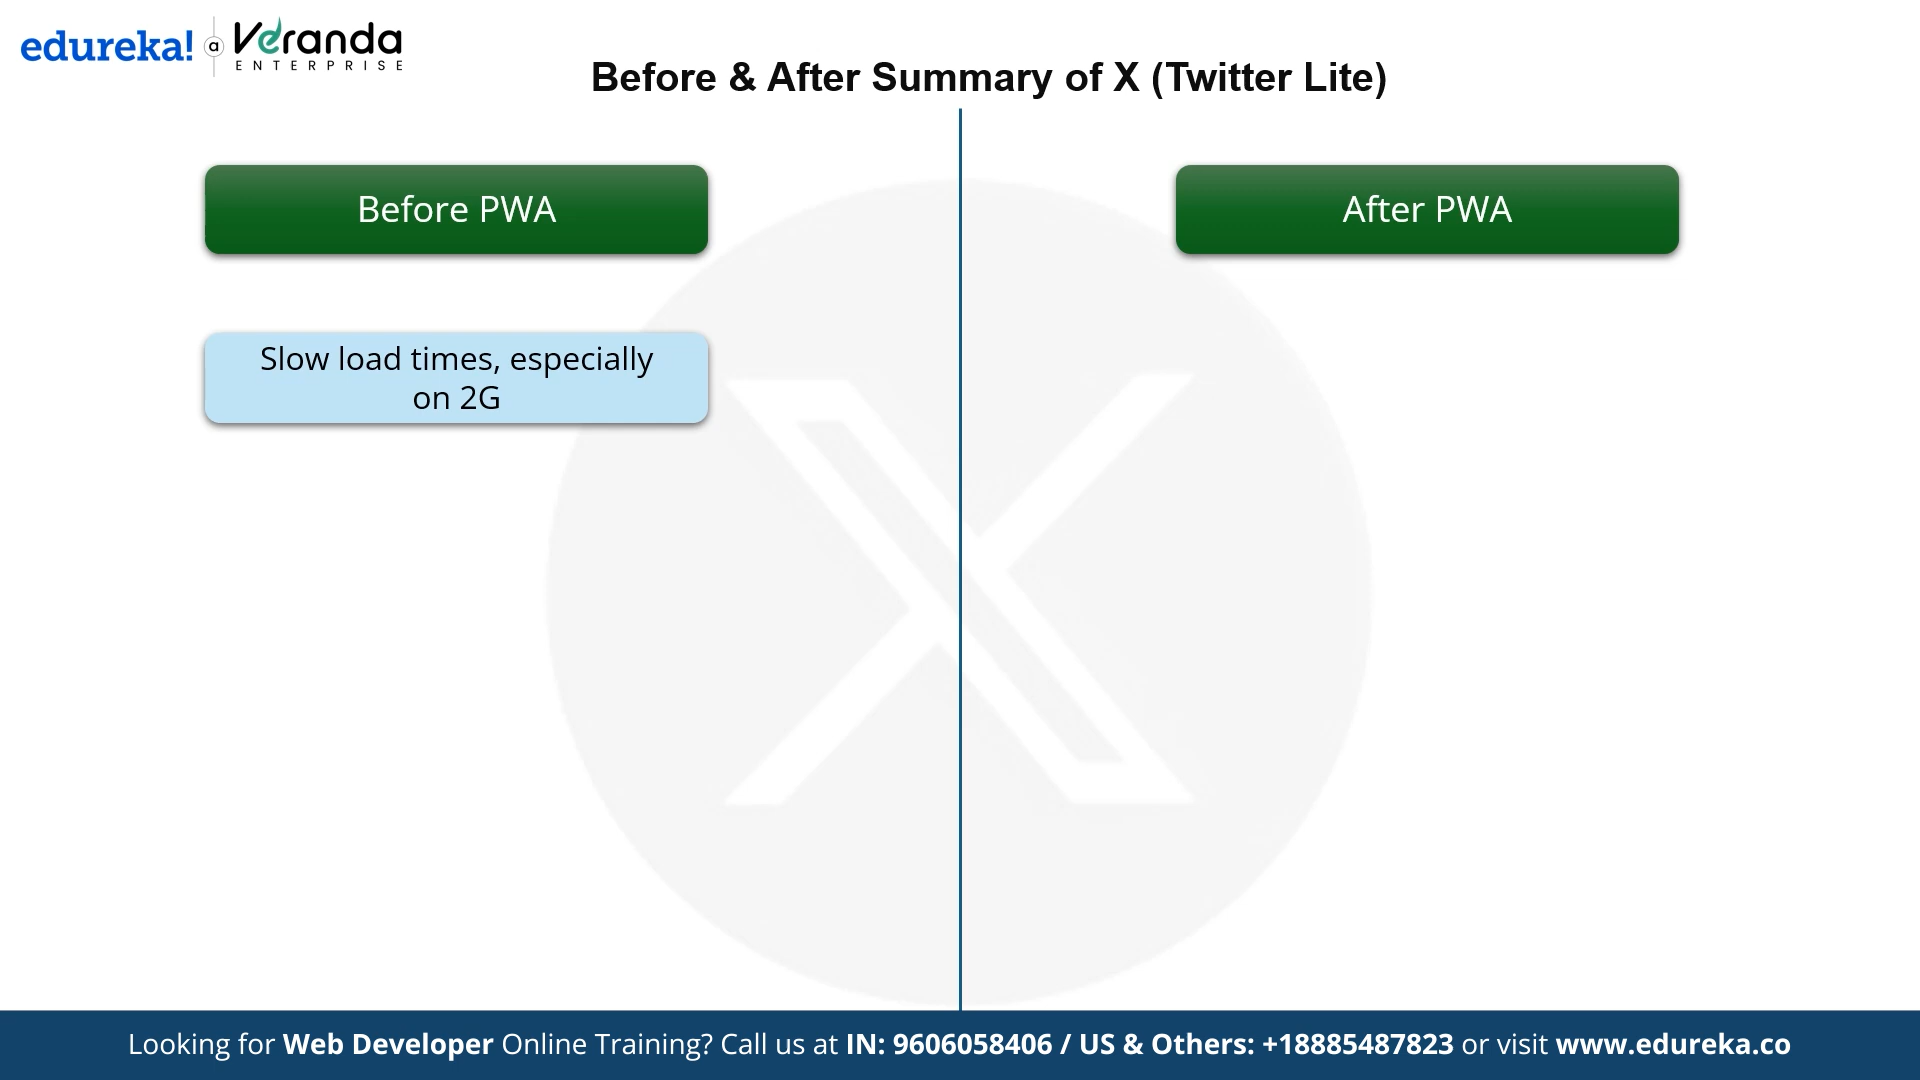 edureka! a Veranda
ENTERPRISE
Before & After Summary of X (Twitter Lite)
Before PWA
After PWA
Slow load times, especially
on 2G
Looking for Web Developer Online Training? Call us at IN: 9606058406 / US & Others: +18885487823 or visit www.edureka.co